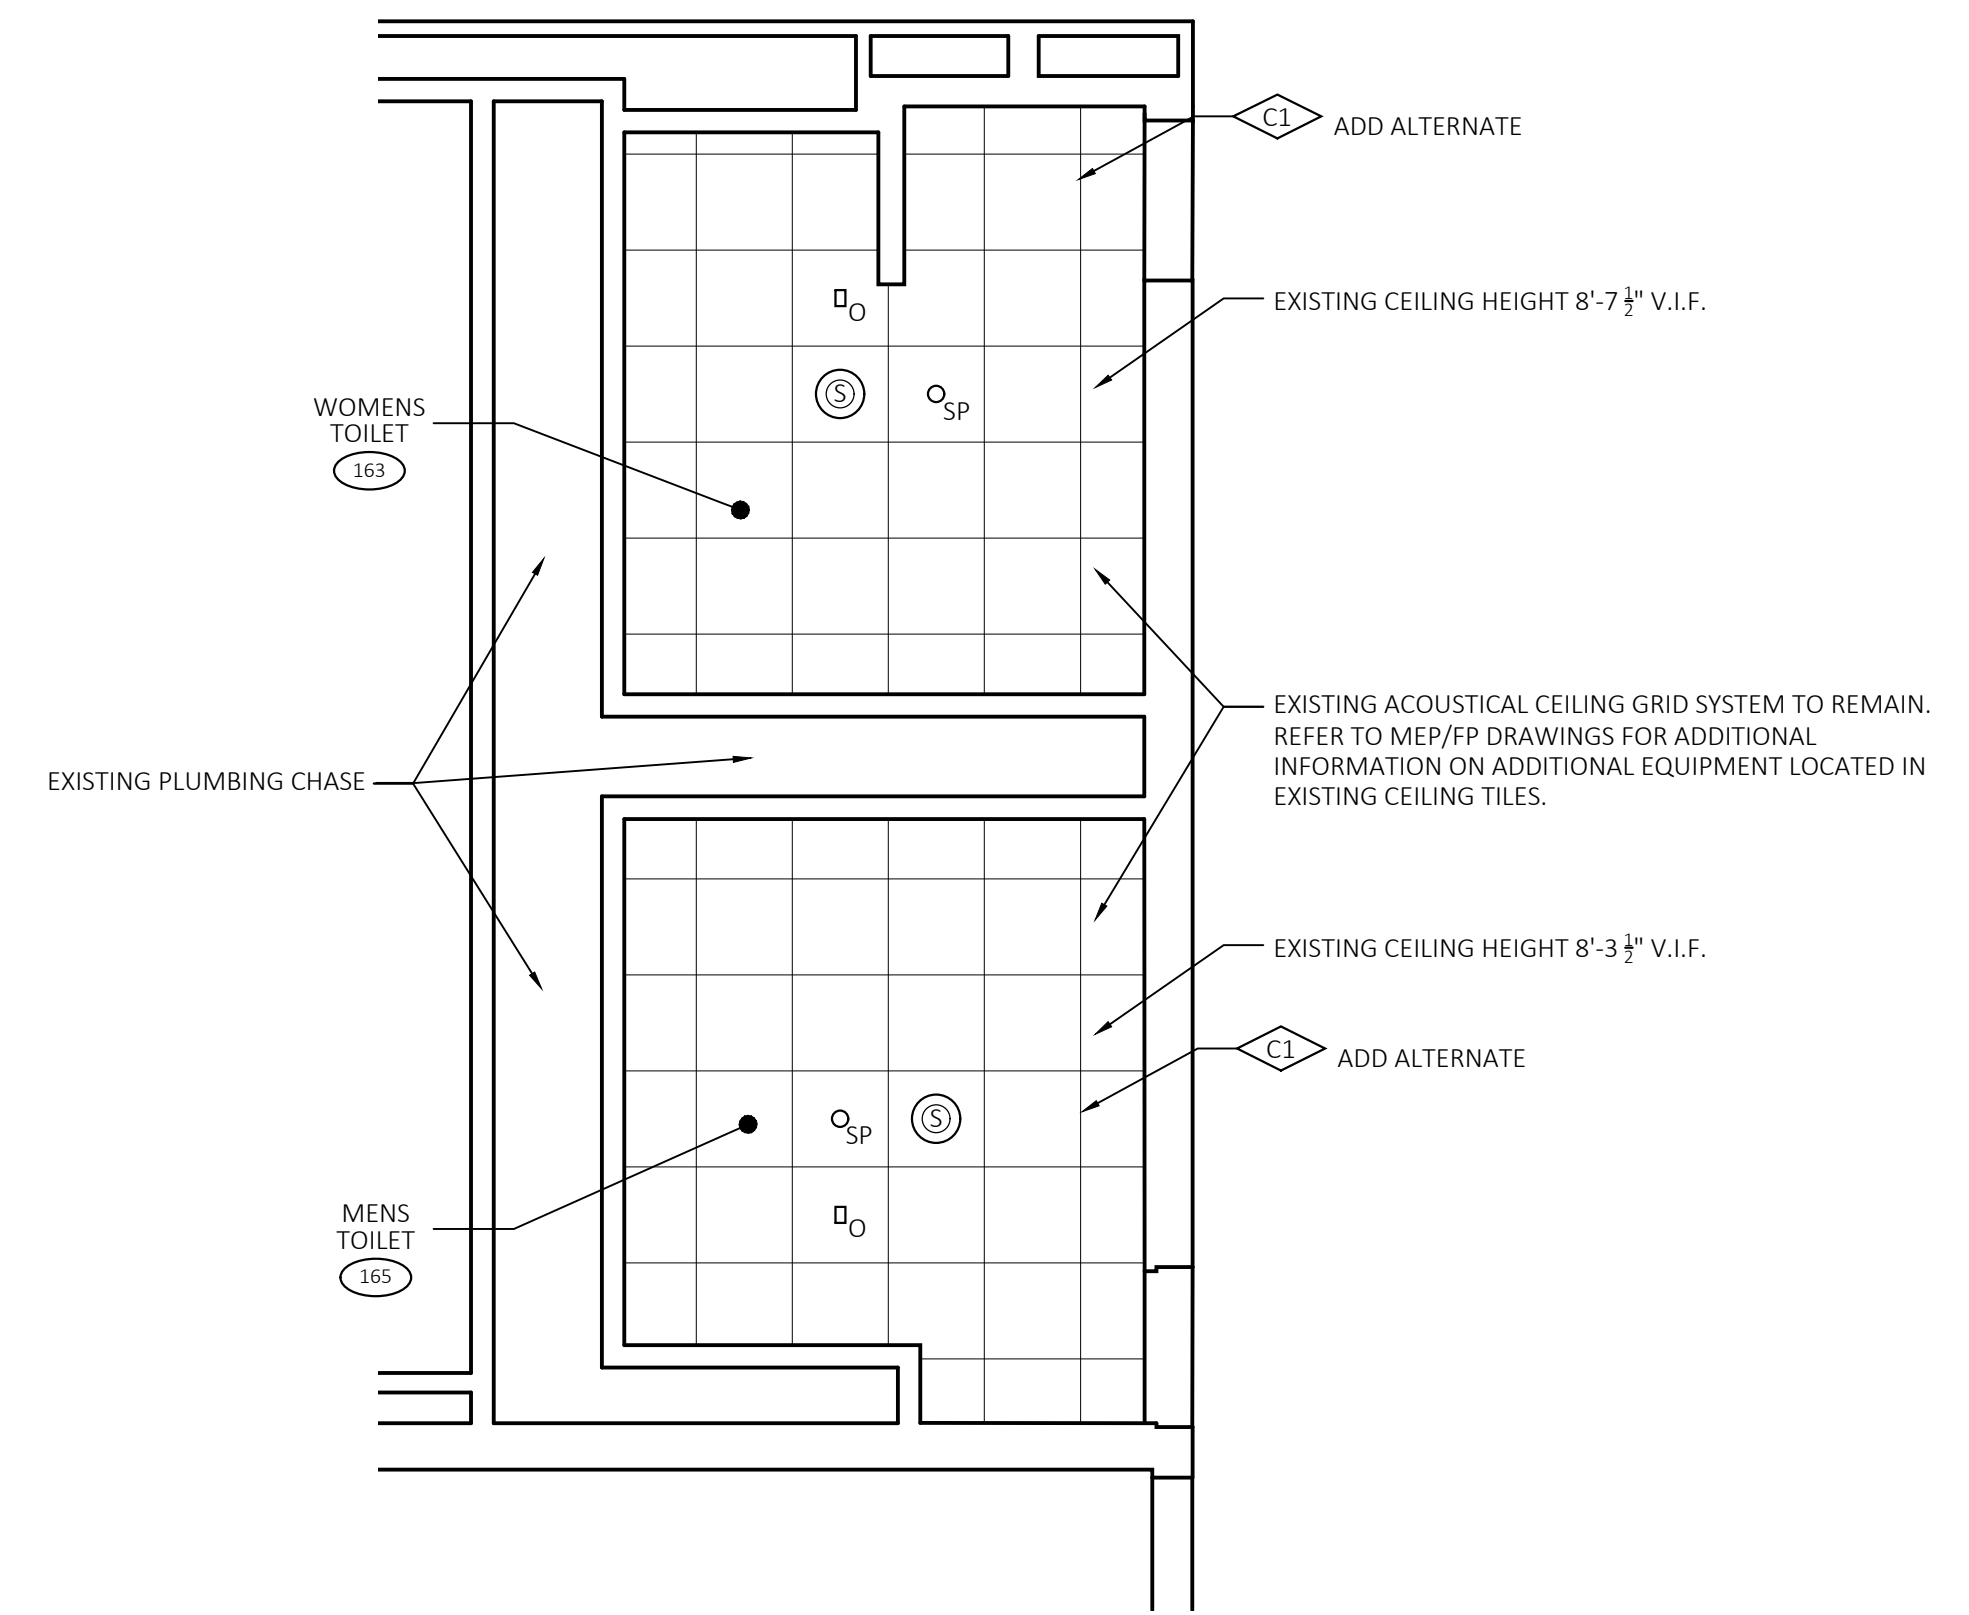 C1
ADD ALTERNATE
EXISTING CEILING HEIGHT 8'-7 1/2" V.I.F.
O
S
SP
WOMENS
TOILET
163
EXISTING ACOUSTICAL CEILING GRID SYSTEM TO REMAIN.
REFER TO MEP/FP DRAWINGS FOR ADDITIONAL
INFORMATION ON ADDITIONAL EQUIPMENT LOCATED IN
EXISTING CEILING TILES.
EXISTING PLUMBING CHASE
EXISTING CEILING HEIGHT 8'-3 1/2" V.I.F.
C1
ADD ALTERNATE
SP
S
O
MENS
TOILET
165